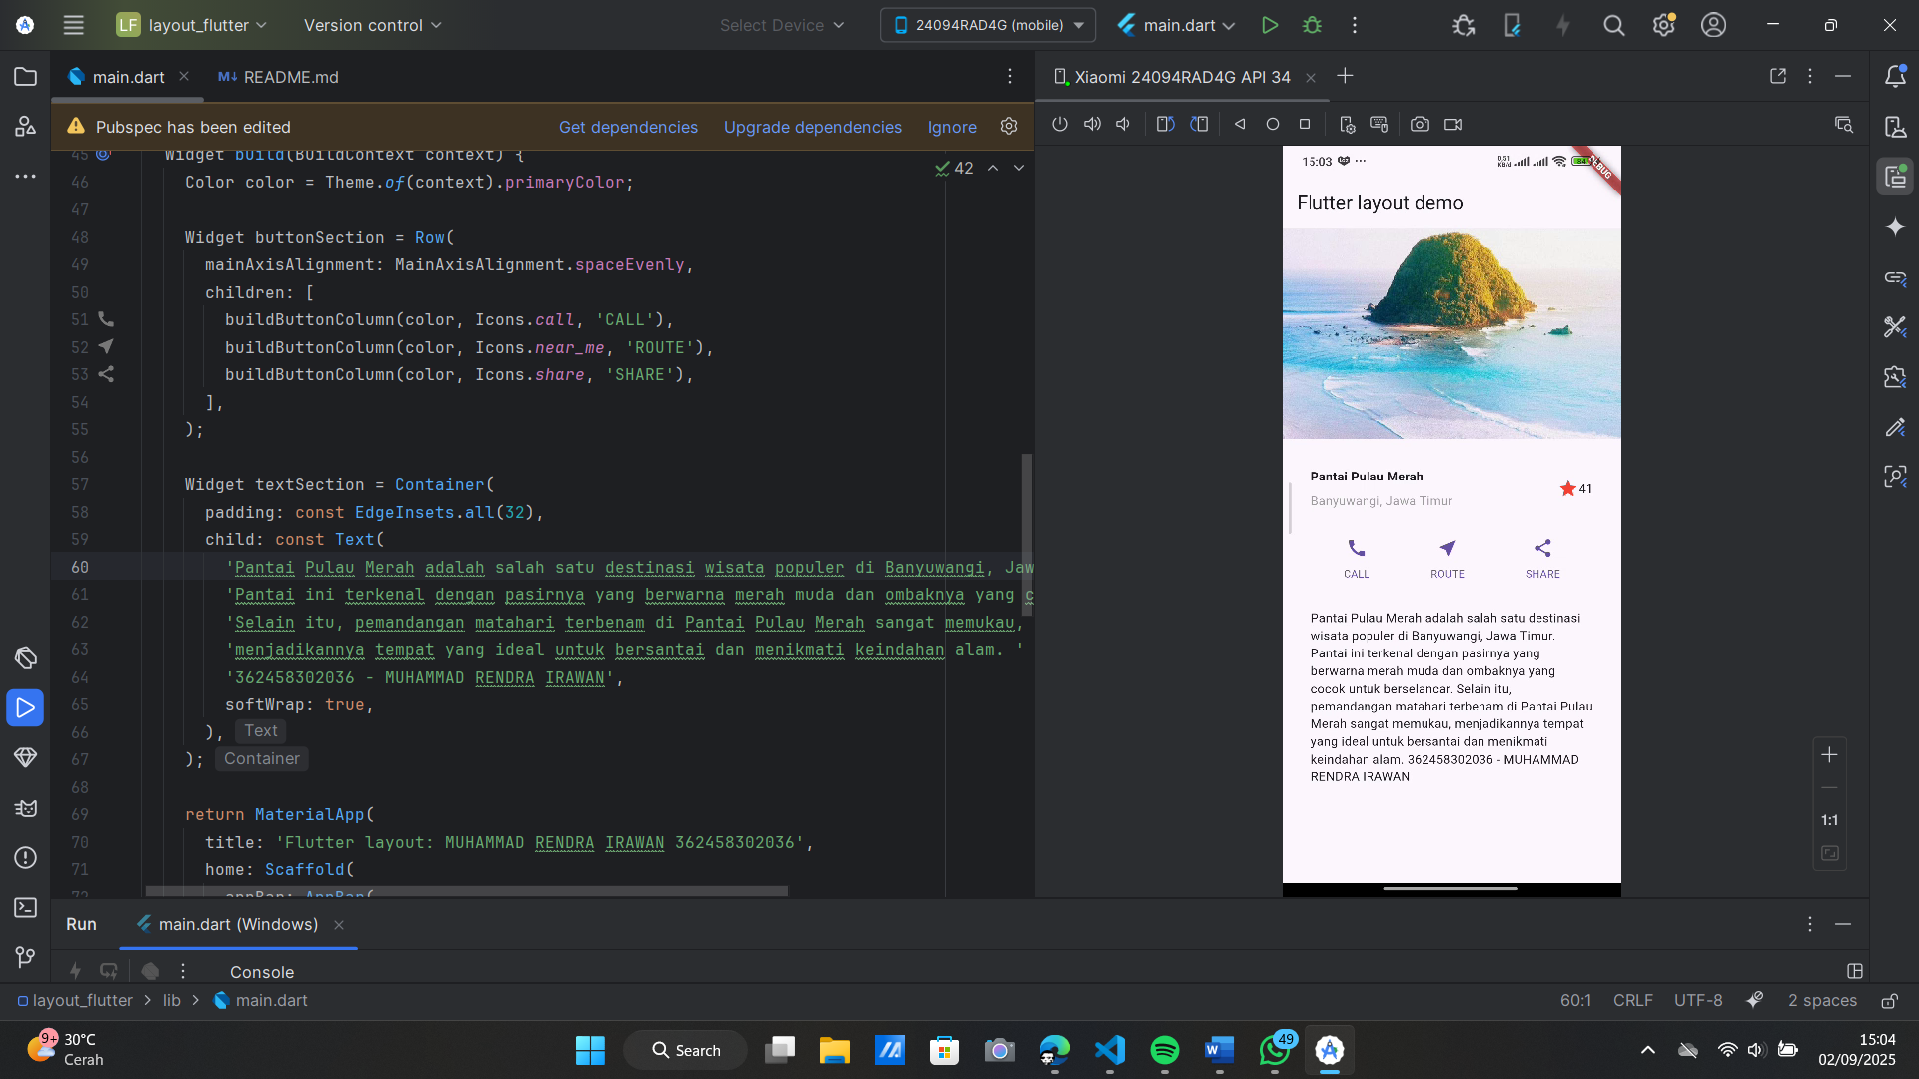 LF layout_flutter Version control Select Device 24094RAD4G (mobile) main.dart
main.dart README.md
Pubspec has been edited Get dependencies Upgrade dependencies Ignore
45 Widget build(BuildContext context) {
46 Color color = Theme.of(context).primaryColor;
42
47
48 Widget buttonSection = Row(
49 mainAxisAlignment: MainAxisAlignment.spaceEvenly,
50 children: [
51 buildButtonColumn(color, Icons.call, 'CALL'),
52 buildButtonColumn(color, Icons.near_me, 'ROUTE'),
53 buildButtonColumn(color, Icons.share, 'SHARE'),
54 ],
55 );
56
57 Widget textSection = Container(
58 padding: const EdgeInsets.all(32),
59 child: const Text(
60 'Pantai Pulau Merah adalah salah satu destinasi wisata populer di Banyuwangi, Jaw
61 'Pantai ini terkenal dengan pasirnya yang berwarna merah muda dan ombaknya yang c
62 'Selain itu, pemandangan matahari terbenam di Pantai Pulau Merah sangat memukau,
63 'menjadikannya tempat yang ideal untuk bersantai dan menikmati keindahan alam. '
64 '362458302036 - MUHAMMAD RENDRA IRAWAN',
65 softWrap: true,
66 ), Text
67 ); Container
68
69 return MaterialApp(
70 title: 'Flutter layout: MUHAMMAD RENDRA IRAWAN 362458302036',
71 home: Scaffold(
72 appBar: AppBar(
Xiaomi 24094RAD4G API 34
15:03 0,51 KB/s 84
DEBUG
Flutter layout demo
Pantai Pulau Merah
Banyuwangi, Jawa Timur
41
CALL ROUTE SHARE
Pantai Pulau Merah adalah salah satu destinasi
wisata populer di Banyuwangi, Jawa Timur.
Pantai ini terkenal dengan pasirnya yang
berwarna merah muda dan ombaknya yang
cocok untuk berselancar. Selain itu,
pemandangan matahari terbenam di Pantai Pulau
Merah sangat memukau, menjadikannya tempat
yang ideal untuk bersantai dan menikmati
keindahan alam. 362458302036 - MUHAMMAD
RENDRA IRAWAN
1:1
Run main.dart (Windows)
Console
layout_flutter lib main.dart 60:1 CRLF UTF-8 2 spaces
9+ 30°C
Cerah
Search
49
15:04
02/09/2025